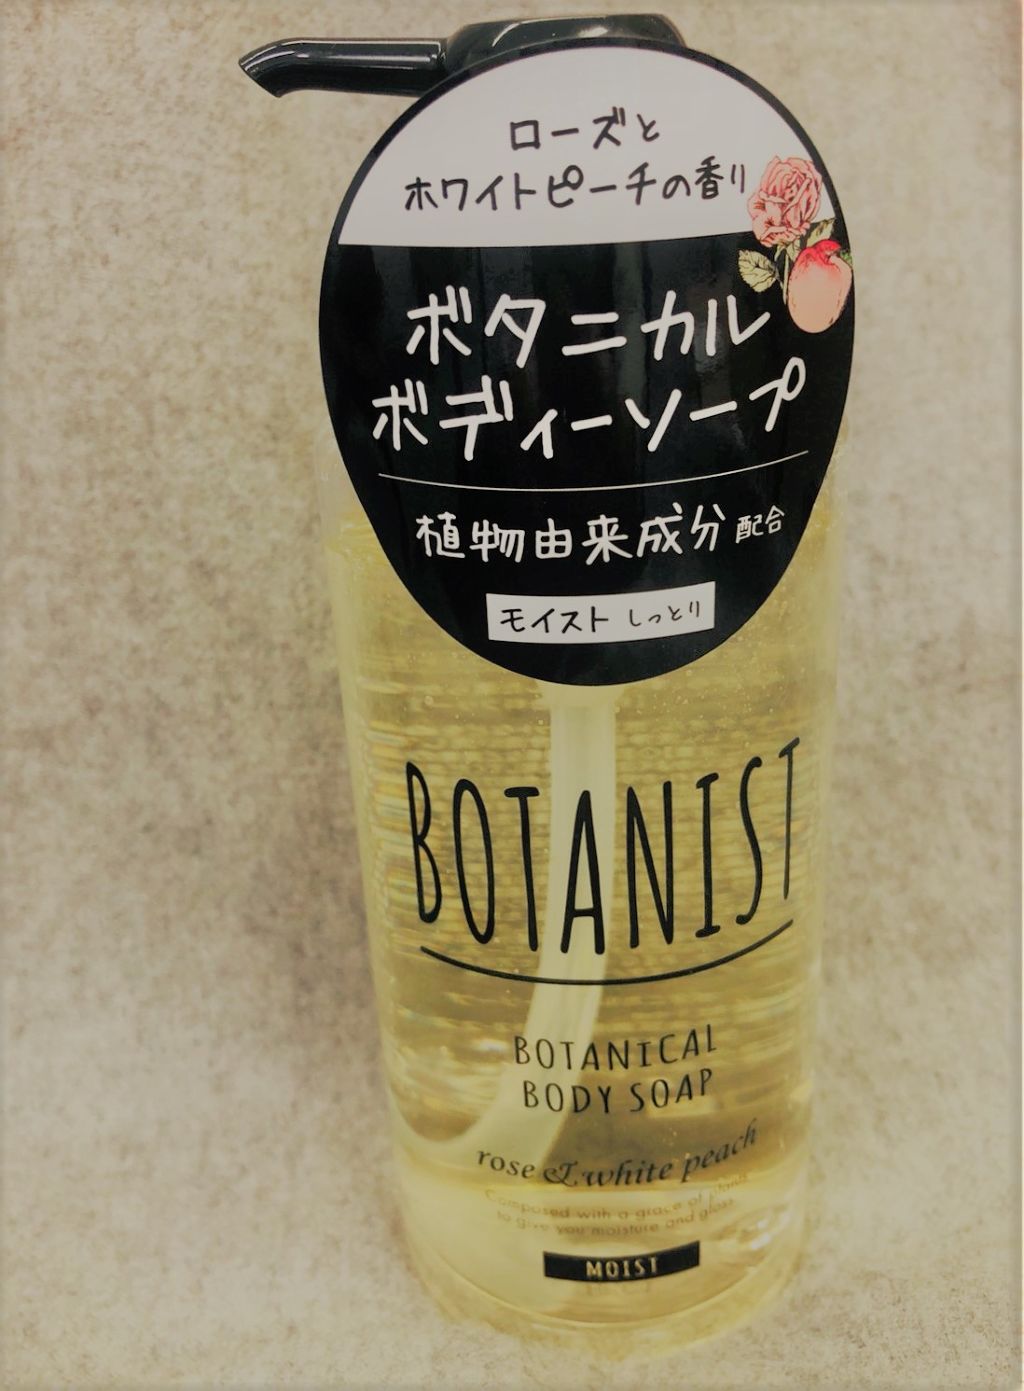 ローズと
ホワイトピーチの香り
ボタニカル
ボディーソープ
植物由来成分配合
モイスト しっとり
BOTANIST
BOTANICAL
BODY SOAP
rose & white peach
Composed with a grace of plants
to give you moisture and gloss
MOIST